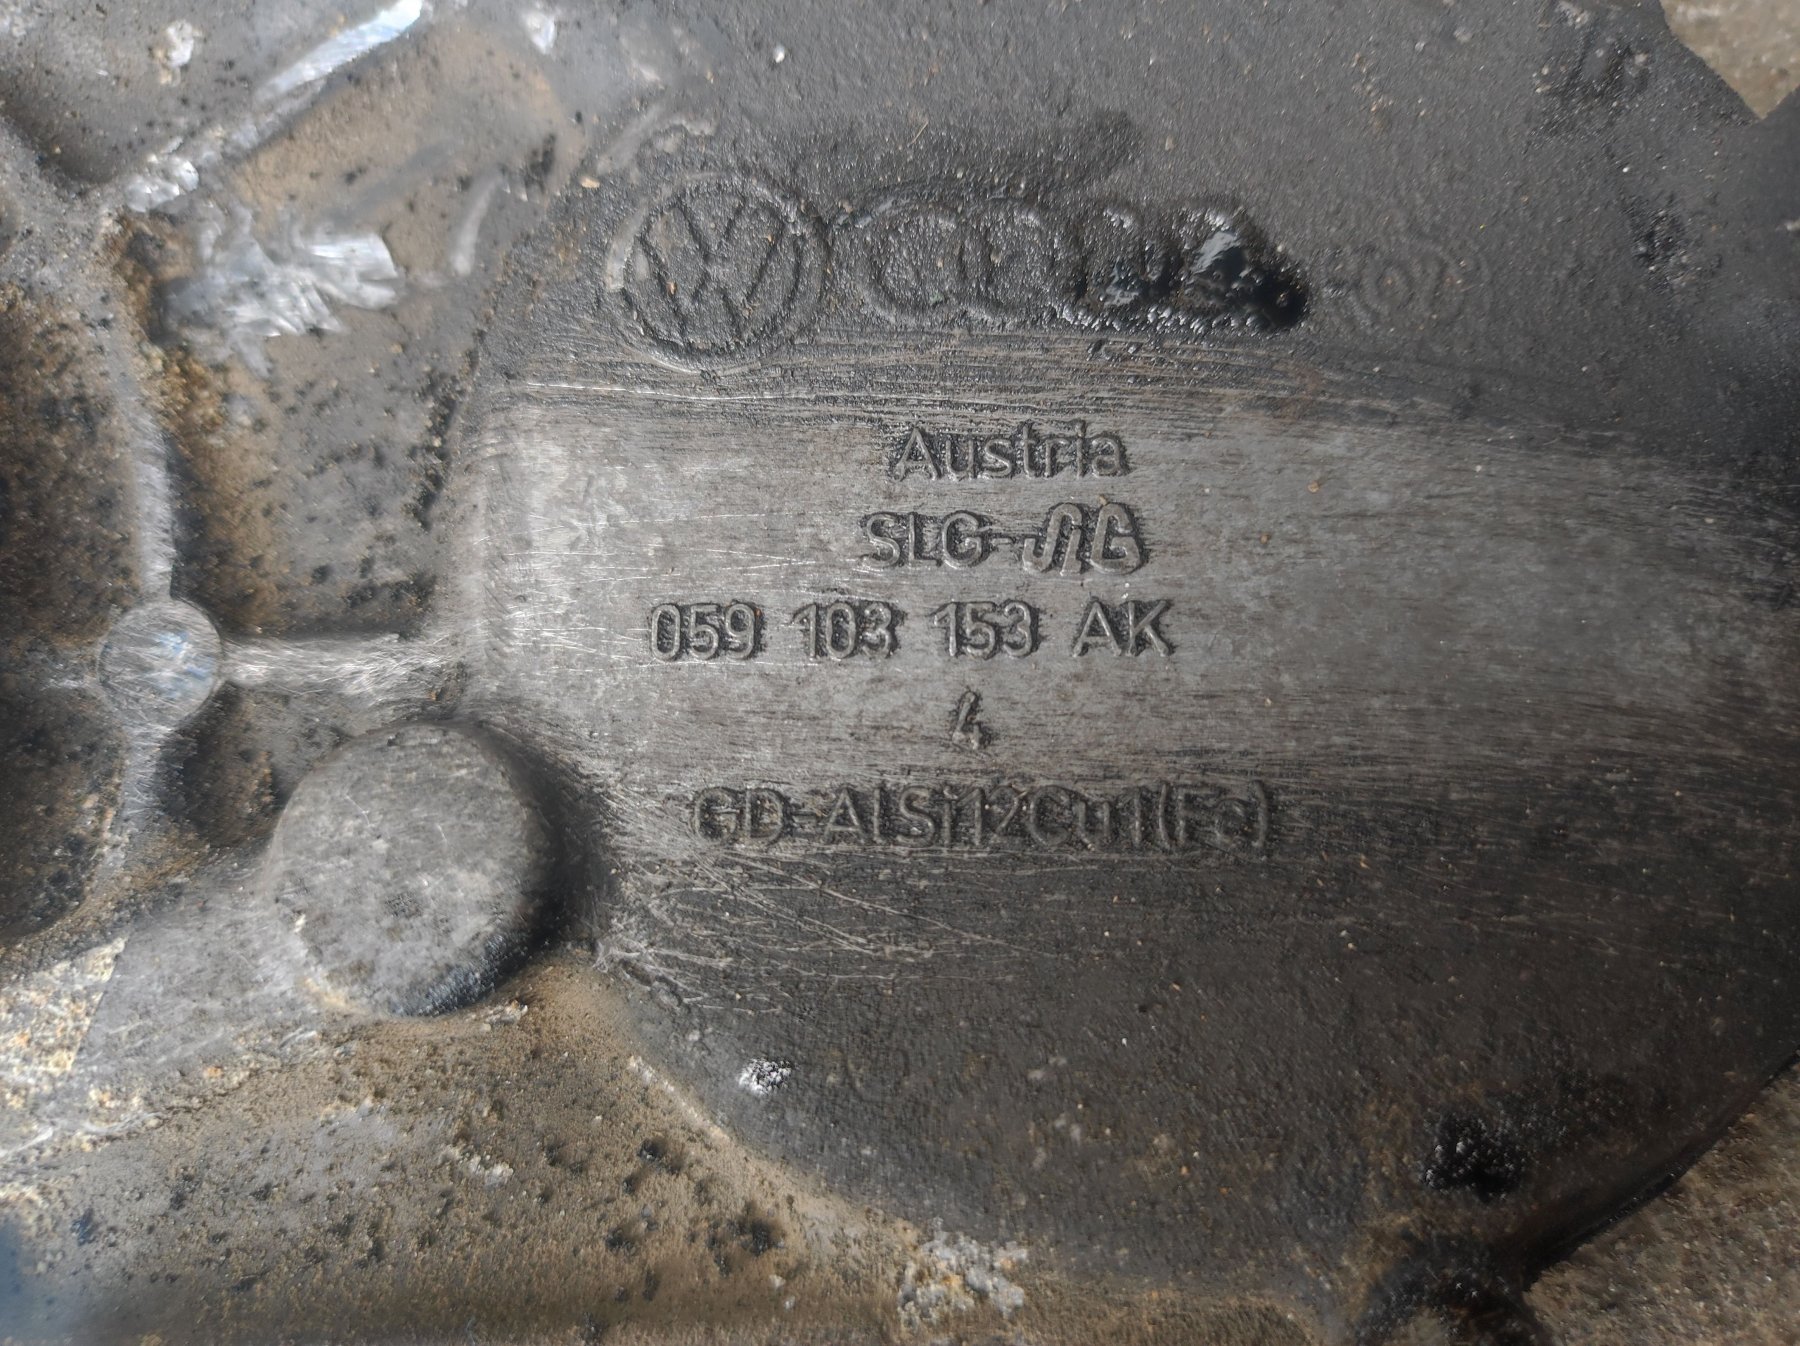 Austria
SLG
059 103 153 AK
4
GD-AlSi12Cu1(Fe)